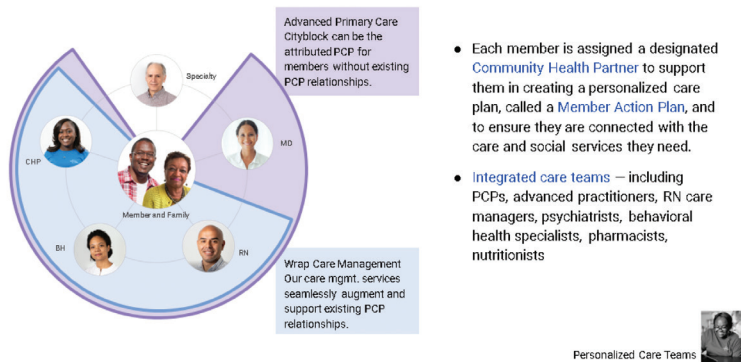 Advanced Primary Care
Cityblock can be the
attributed PCP for
members without existing
PCP relationships.
Specialty
CHP
MD
Member and Family
BH
RN
Wrap Care Management
Our care mgmt. services
seamlessly augment and
support existing PCP
relationships.
● Each member is assigned a designated
Community Health Partner to support
them in creating a personalized care
plan, called a Member Action Plan, and
to ensure they are connected with the
care and social services they need.
● Integrated care teams — including
PCPs, advanced practitioners, RN care
managers, psychiatrists, behavioral
health specialists, pharmacists,
nutritionists
Personalized Care Teams